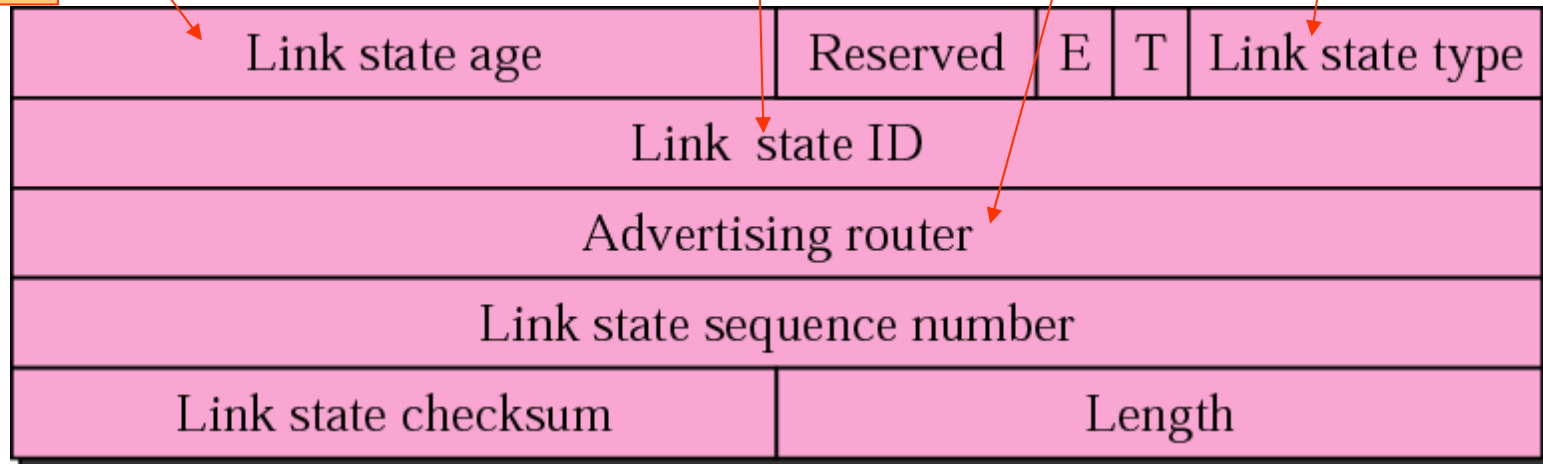 Link state age Reserved E T Link state type
Link state ID
Advertising router
Link state sequence number
Link state checksum Length